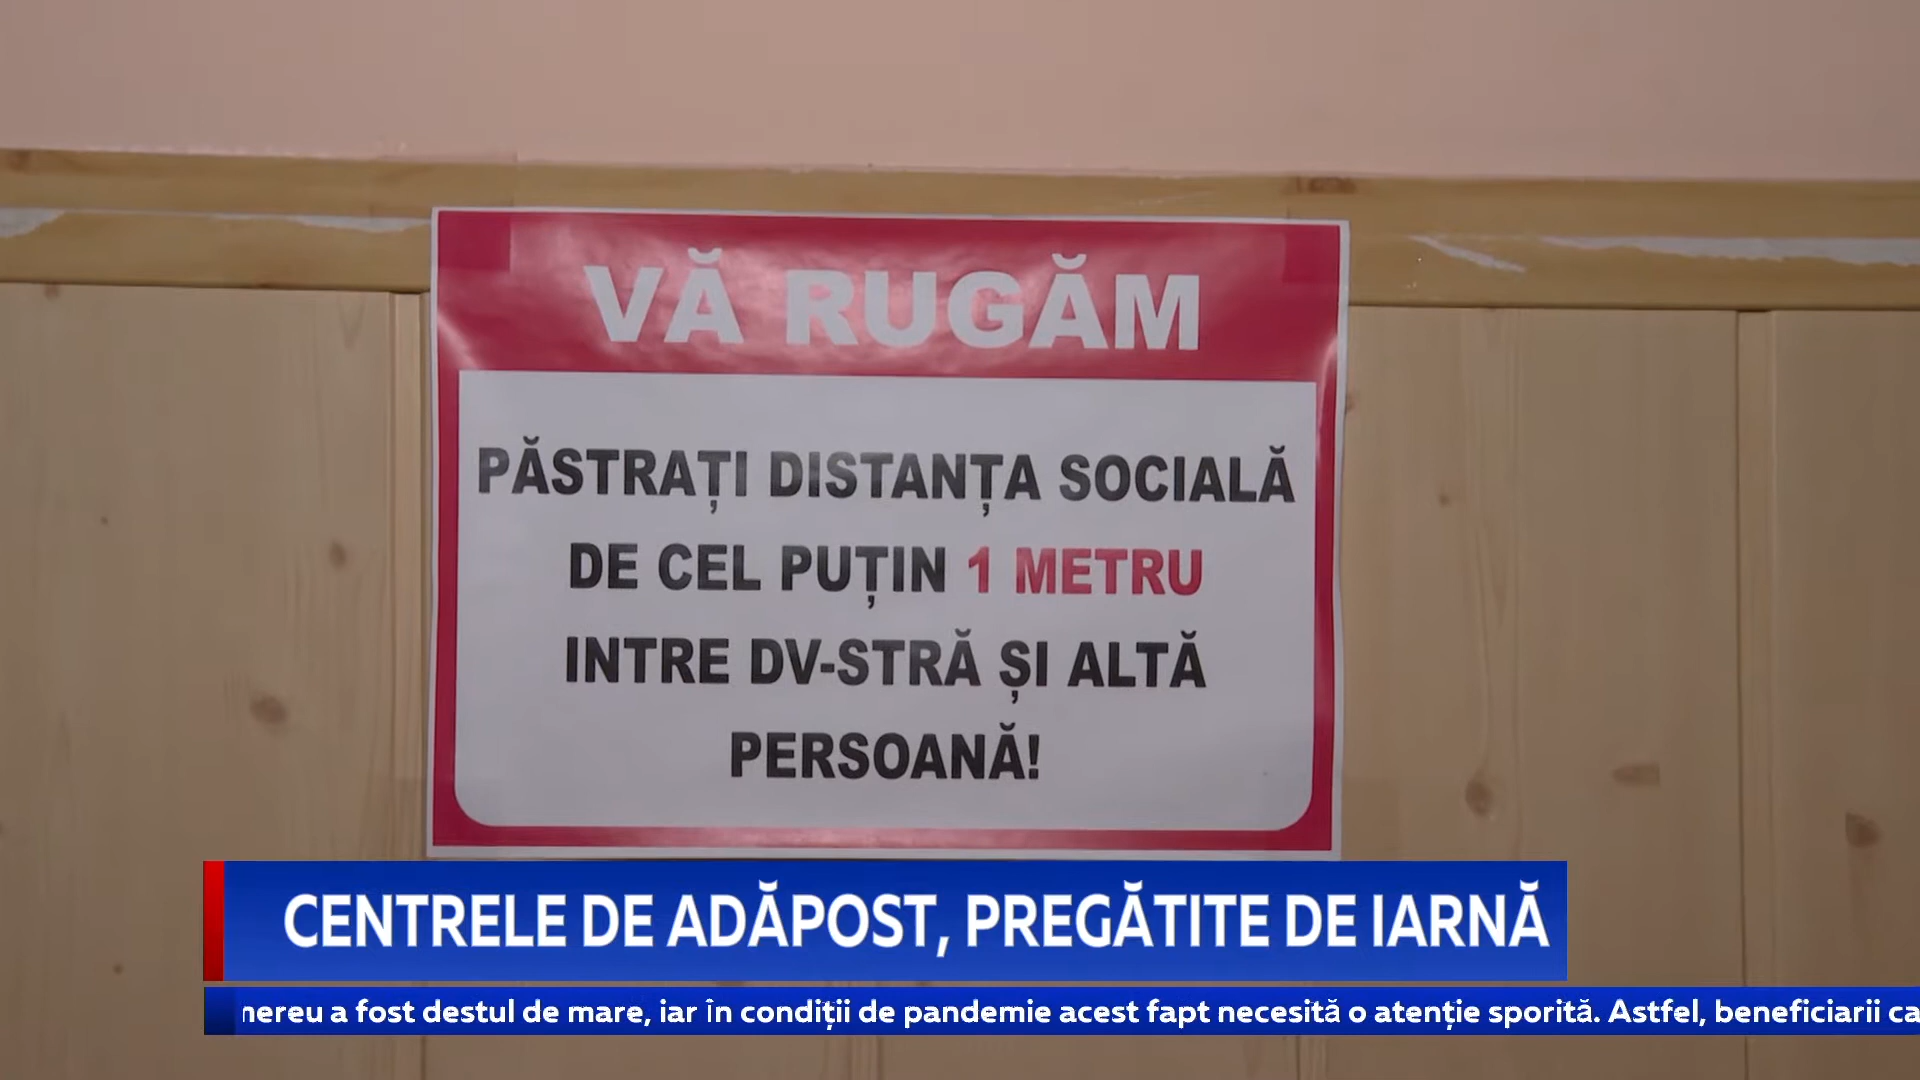 VĂ RUGĂM
PĂSTRAȚI DISTANȚA SOCIALĂ
DE CEL PUȚIN 1 METRU
INTRE DV-STRĂ ȘI ALTĂ
PERSOANĂ!
CENTRELE DE ADĂPOST, PREGĂTITE DE IARNĂ
a fost destul de mare, iar în condiții de pandemie acest fapt necesită o atenție sporită. Astfel, beneficiarii